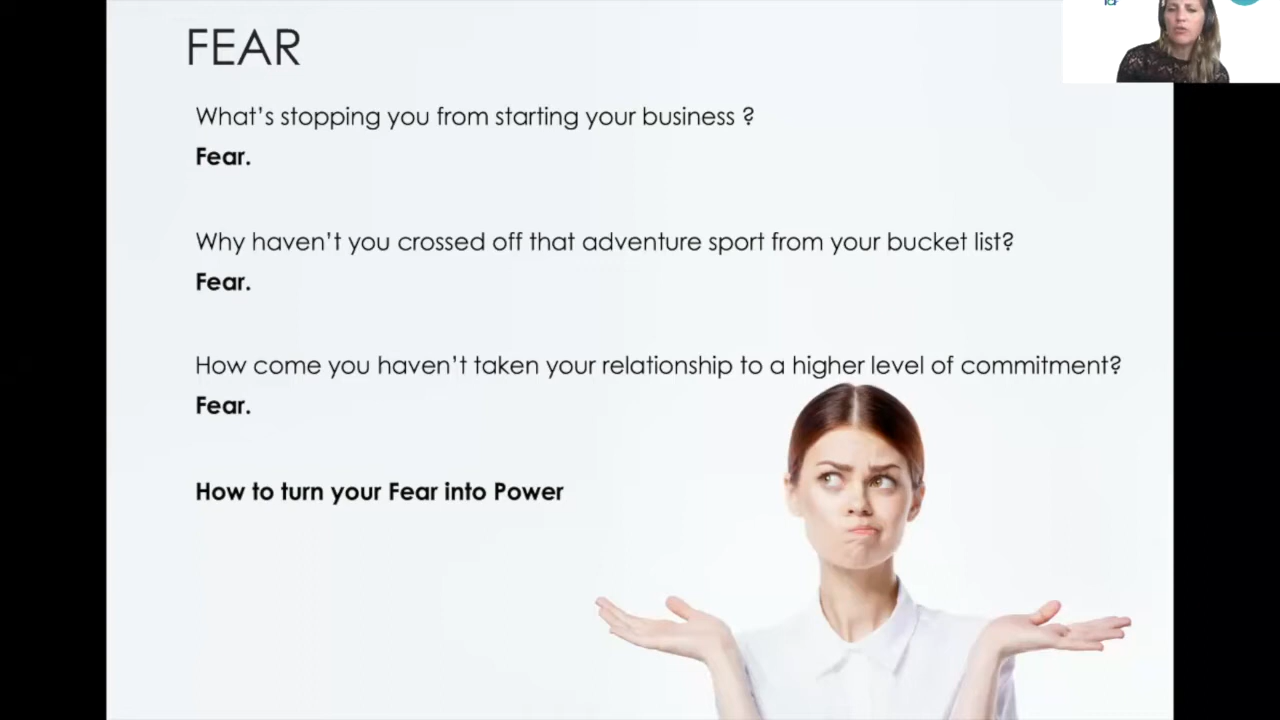 FEAR
What's stopping you from starting your business ?
Fear.
Why haven't you crossed off that adventure sport from your bucket list?
Fear.
How come you haven't taken your relationship to a higher level of commitment?
Fear.
How to turn your Fear into Power